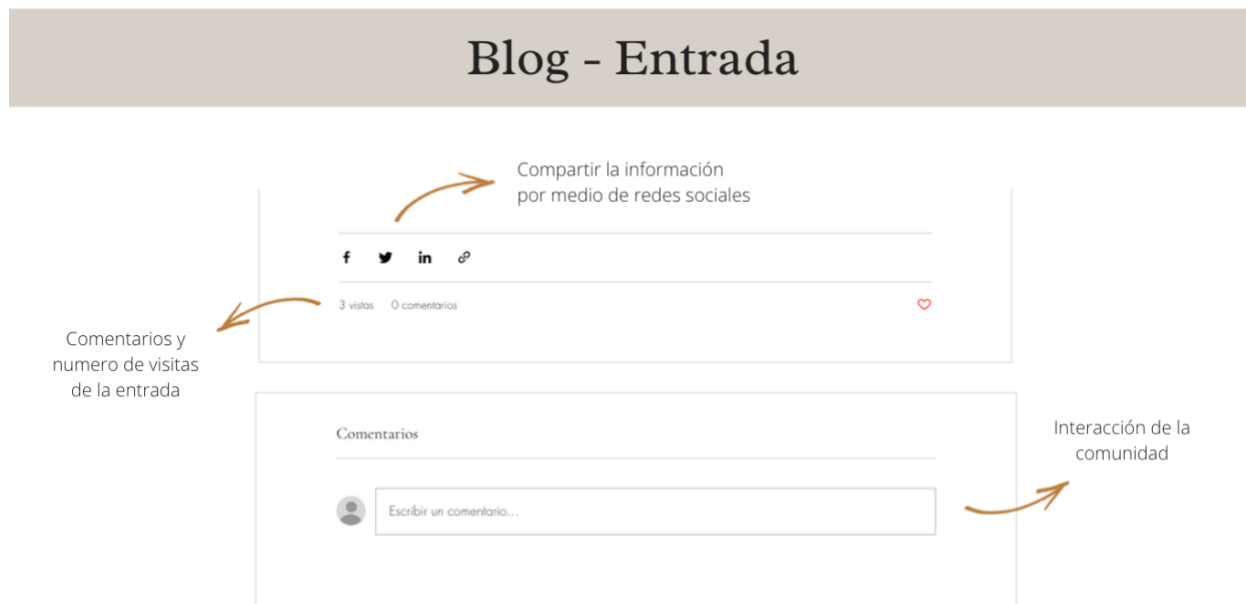 Blog - Entrada
Compartir la información
por medio de redes sociales
3 vistas 0 comentarios
Comentarios y
numero de visitas
de la entrada
Comentarios
Interacción de la
comunidad
Escribir un comentario...